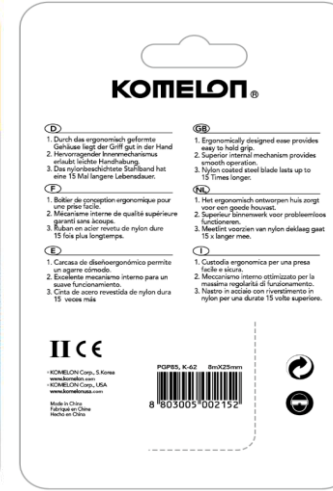 KOMELON®
D
1. Durch das ergonomisch geformte
Gehäuse liegt der Griff gut in der Hand
2. Hervorragender Innenmechanismus
erlaubt leichte Handhabung.
3. Das nylonbeschichtete Stahlband hat
eine 15 Mal langere Lebensdauer.
F
1. Boîtier de conception ergonomique pour
une prise facile.
2. Mécanisme interne de qualité supérieure
garanti sans àcoups.
3. Ruban en acier revetu de nylon dure
15 fois plus longtemps.
E
1. Carcasa de diseñoergonómico permite
un agarre cómodo.
2. Excelente mecanismo interno para un
suave funcionamiento.
3. Cinta de acero revestida de nylon dura
15 veces más
GB
1. Ergonomically designed ease provides
easy to hold grip.
2. Superior internal mechanism provides
smooth operation.
3. Nylon coated steel blade lasts up to
15 Times longer.
NL
1. Het ergonomisch ontworpen huis zorgt
voor een goede houvast.
2. Superieur binnenwerk voor probleemloos
functioneren.
3. Meetlint voorzien van nylon deklaag gaat
15 x langer mee.
I
1. Custodia ergonomica per una presa
facile e sicura.
2. Meccanismo interno ottimizzato per la
massima regolarità di funzionamento.
3. Nastro in acciaio con riverstimento in
nylon per una durate 15 volte superiore.
II CE
- KOMELON Corp., S.Korea
www.komelon.com
- KOMELON Corp., USA
www.komelonusa.com
Made in China
Fabriqué en Chine
Hecho en China
PGP85, K-62 8mX25mm
8 803005 002152